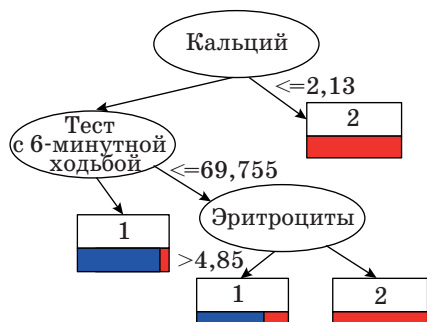 Кальций
<=2,13
2
Тест
с 6-минутной
ходьбой
<=69,755
1
Эритроциты
>4,85
1
2